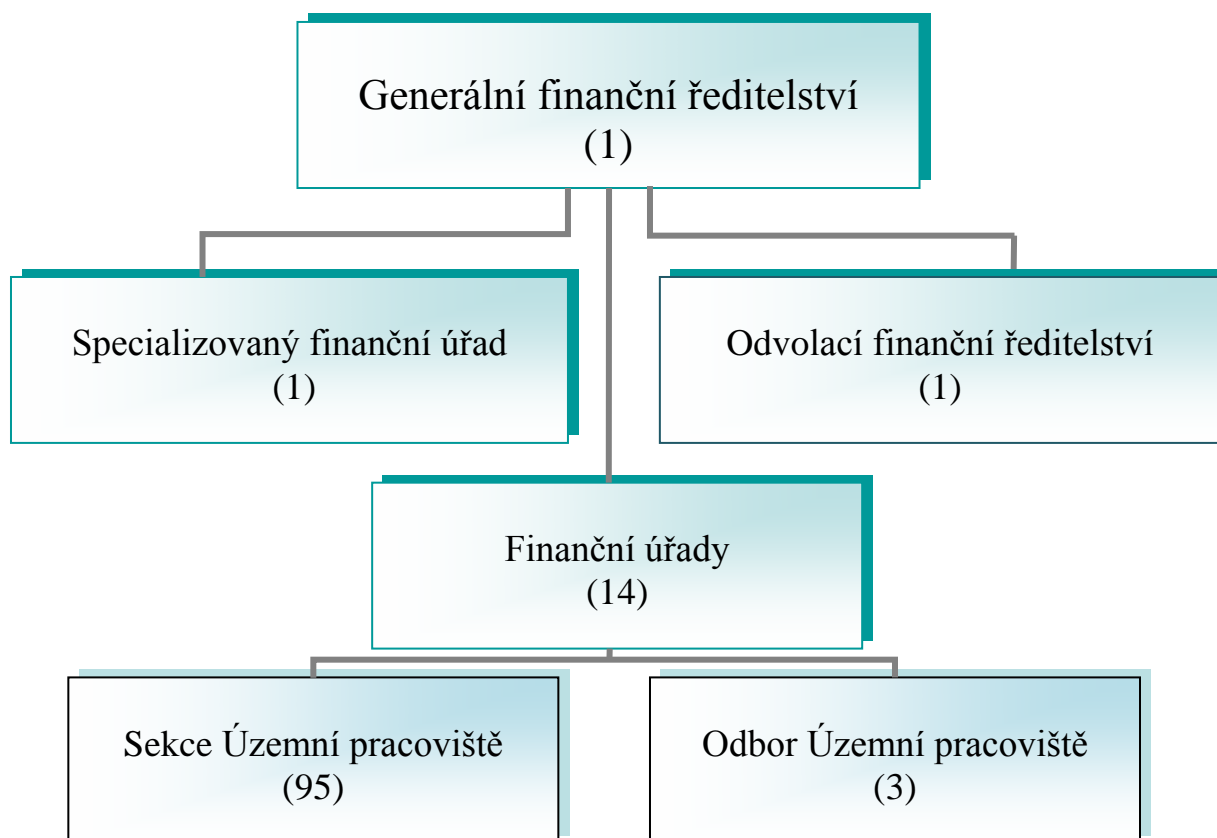 Generální finanční ředitelství
(1)
Specializovaný finanční úřad
(1)
Odvolací finanční ředitelství
(1)
Finanční úřady
(14)
Sekce Územní pracoviště
(95)
Odbor Územní pracoviště
(3)